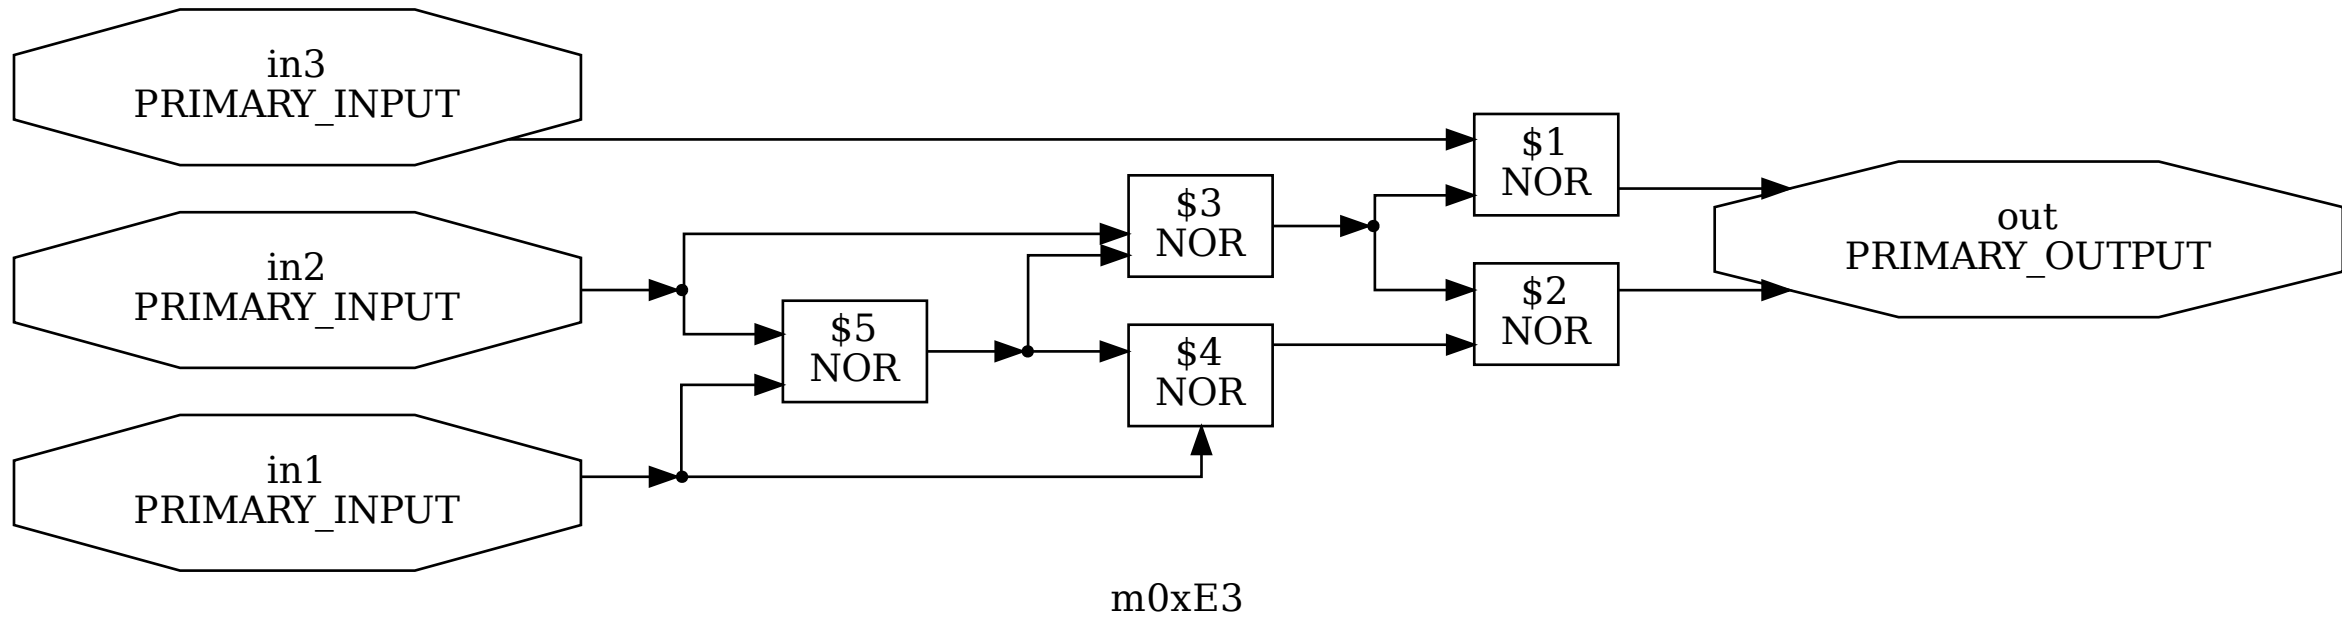 in3
PRIMARY_INPUT
in2
PRIMARY_INPUT
in1
PRIMARY_INPUT
$5
NOR
$3
NOR
$4
NOR
$1
NOR
$2
NOR
out
PRIMARY_OUTPUT
m0xE3